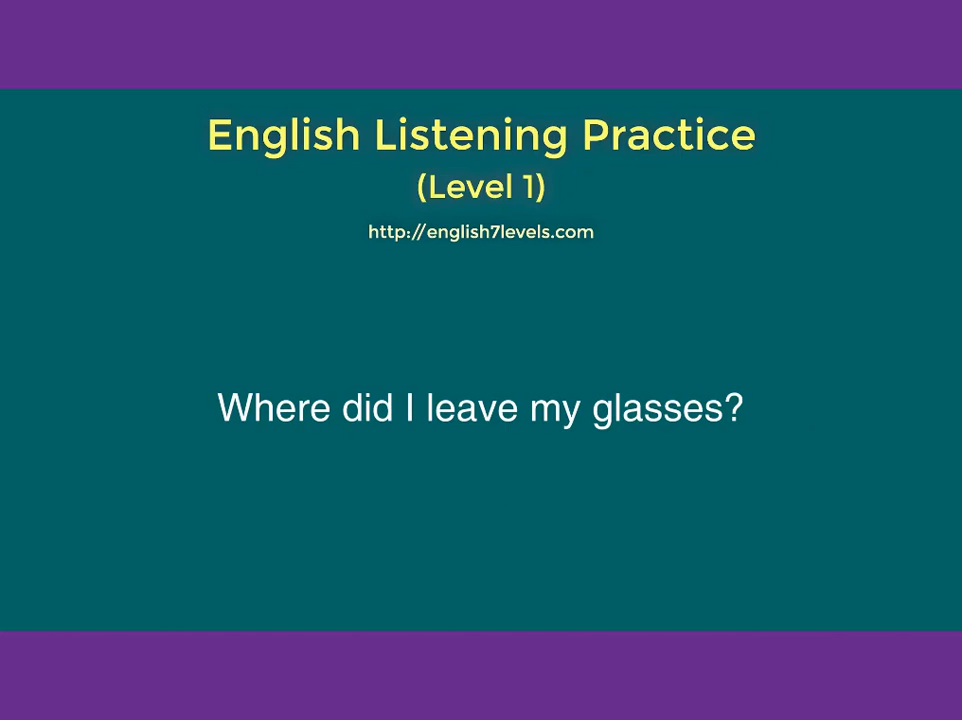 English Listening Practice
(Level 1)
http://english7levels.com
Where did I leave my glasses?